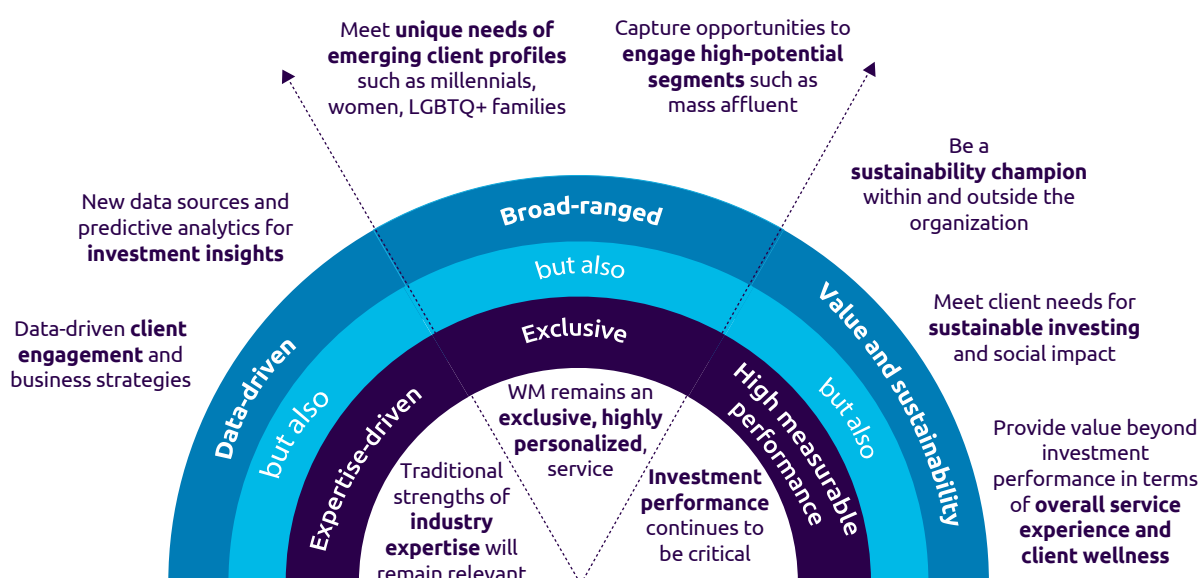 Meet unique needs of
emerging client profiles
such as millennials,
women, LGBTQ+ families
Capture opportunities to
engage high-potential
segments such as
mass affluent
New data sources and
predictive analytics for
investment insights
Data-driven client
engagement and
business strategies
Be a
sustainability champion
within and outside the
organization
Meet client needs for
sustainable investing
and social impact
Provide value beyond
investment
performance in terms
of overall service
experience and
client wellness
Data-driven
but also
Expertise-driven
Traditional
strengths of
industry
expertise will
remain relevant
Broad-ranged
but also
Exclusive
WM remains an
exclusive, highly
personalized,
service
Value and sustainability
but also
High measurable
performance
Investment
performance
continues to
be critical